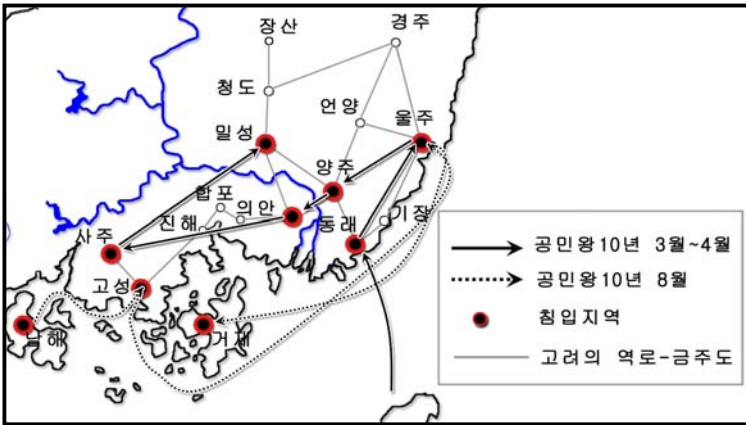 장산
경주
청도
언양
울주
밀성
양주
합포
의안
동래
기장
진해
사주
고성
남해
거제
공민왕10년 3월~4월
공민왕10년 8월
침입지역
고려의 역로-금주도